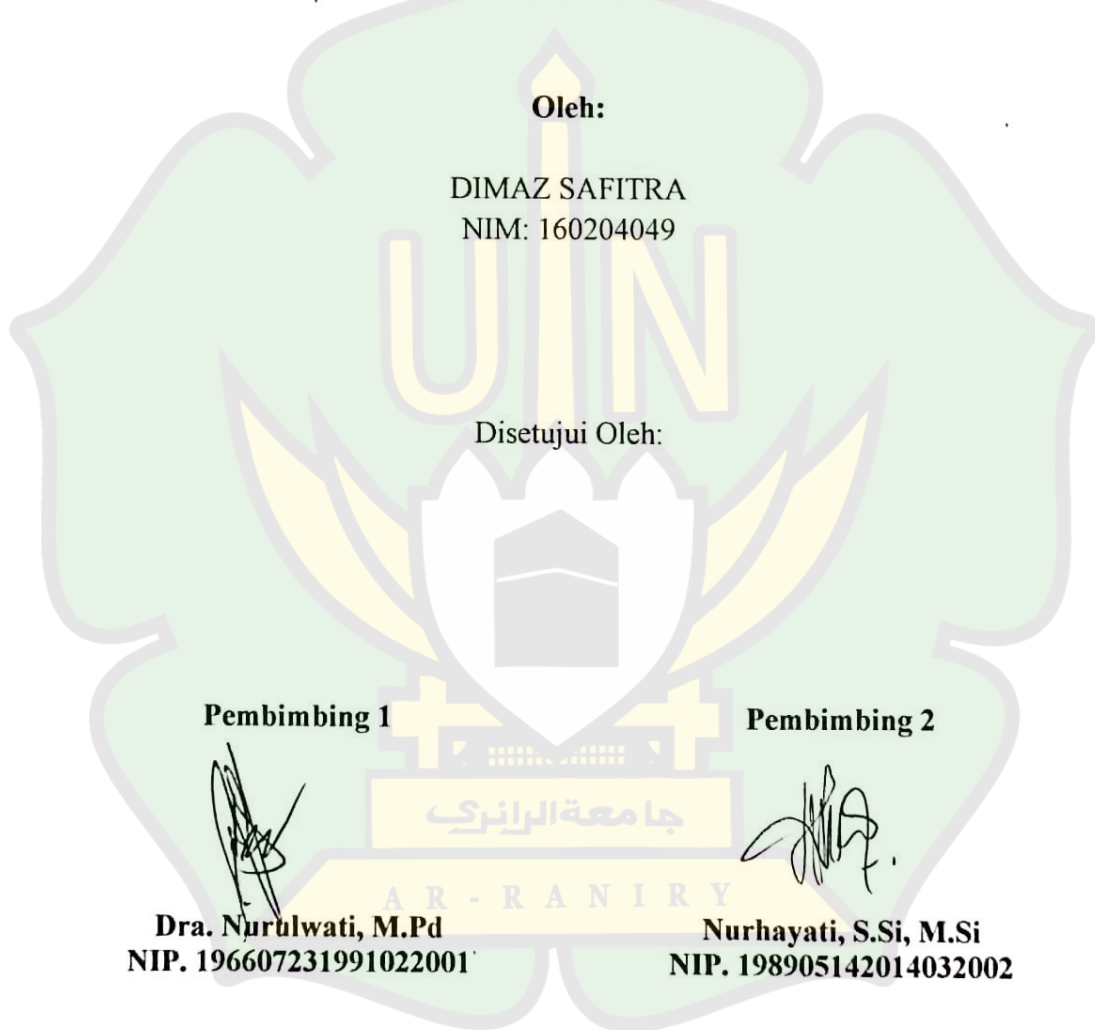 Oleh:
DIMAZ SAFITRA
NIM: 160204049
UIN
Disetujui Oleh:
Pembimbing 1
Pembimbing 2
جامعة الرانري
AR-RANIRY
Dra. Nurulwati, M.Pd
NIP. 196607231991022001
Nurhayati, S.Si, M.Si
NIP. 198905142014032002